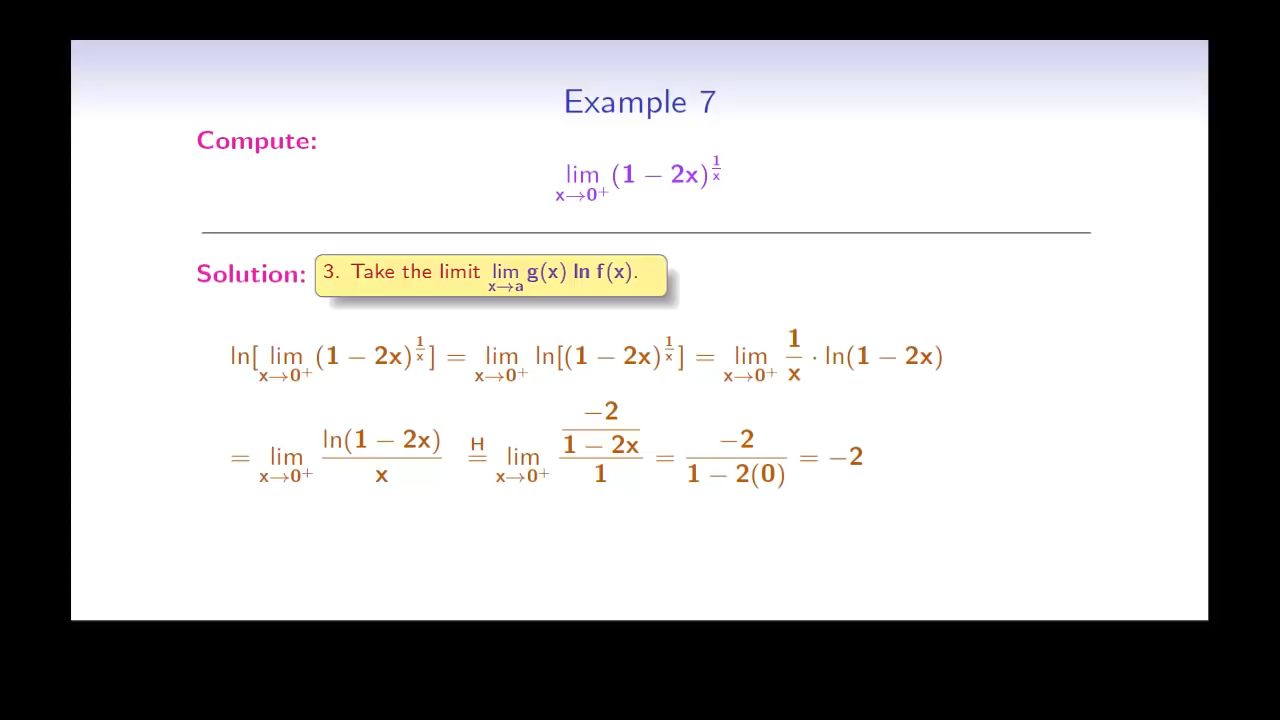 Example 7
Compute:
lim x→0⁺ (1 − 2x)^(1/x)
Solution: 3. Take the limit lim x→a g(x) ln f(x).
ln[ lim x→0⁺ (1 − 2x)^(1/x) ] = lim x→0⁺ ln[(1 − 2x)^(1/x)] = lim x→0⁺ 1/x · ln(1 − 2x)
= lim x→0⁺ ln(1 − 2x)/x =ᴴ lim x→0⁺ (−2/(1 − 2x))/1 = −2/(1 − 2(0)) = −2